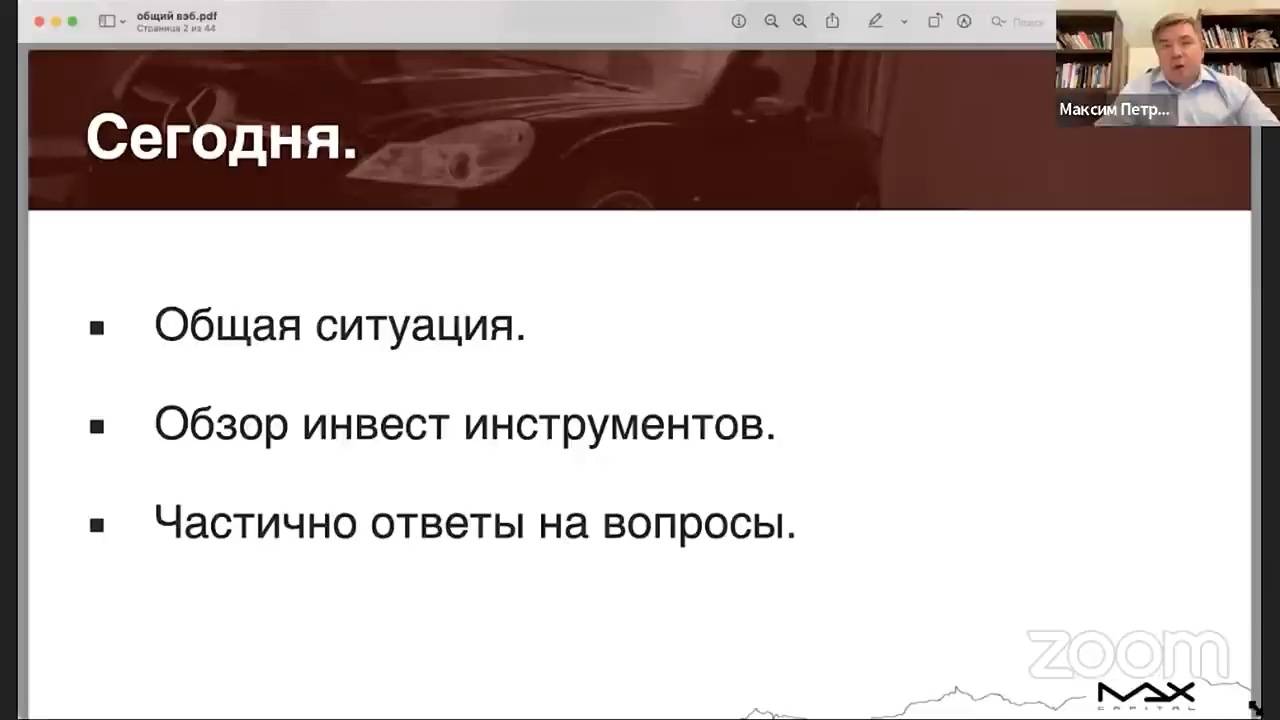 общий вэб.pdf
Страница 2 из 44
Поиск
Максим Петр...
Сегодня.
Общая ситуация.
Обзор инвест инструментов.
Частично ответы на вопросы.
zoom
MAX
CAPITAL